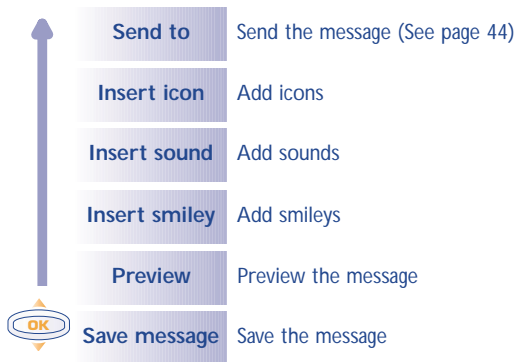 Send to Send the message (See page 44)
Insert icon Add icons
Insert sound Add sounds
Insert smiley Add smileys
Preview Preview the message
OK
Save message Save the message